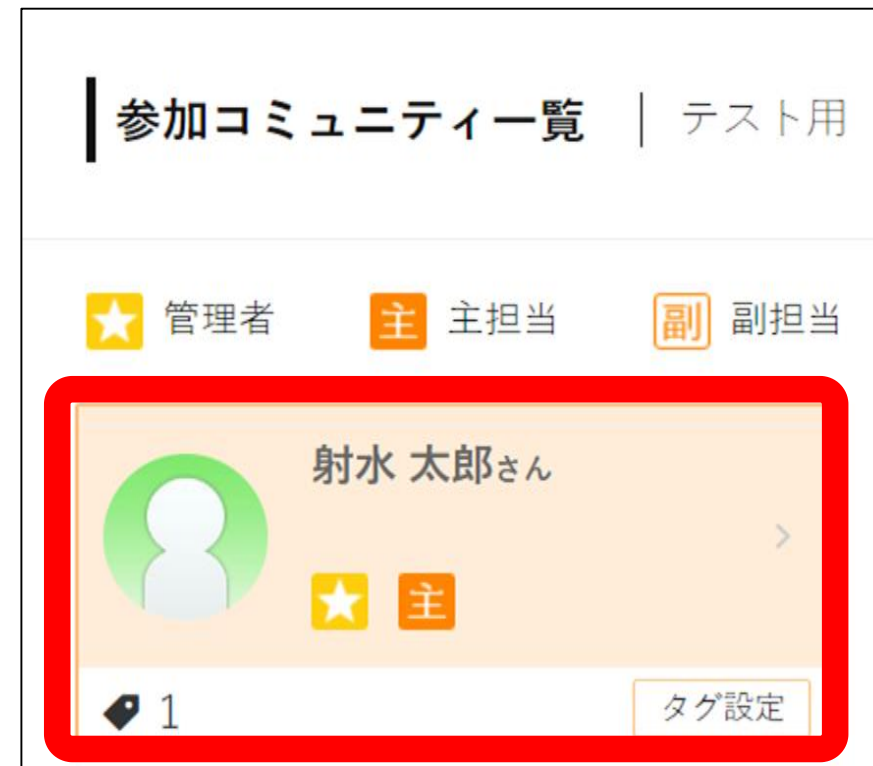 参加コミュニティ一覧 | テスト用
管理者 主 主担当 副 副担当
射水 太郎さん
主
1 タグ設定